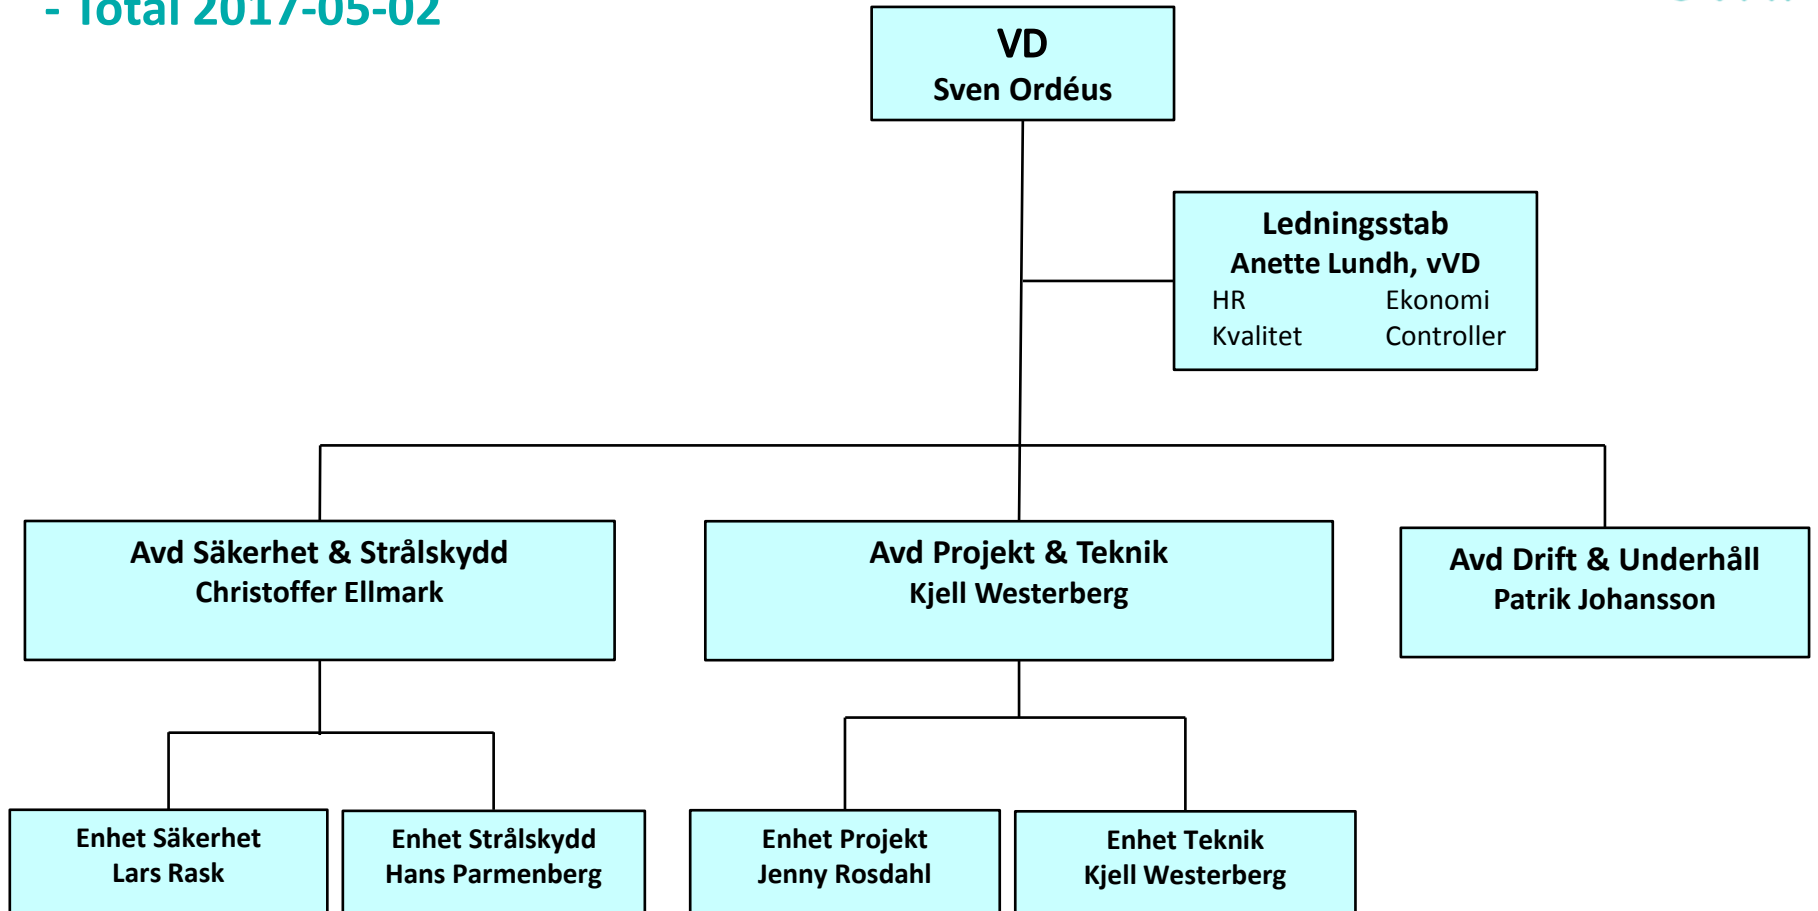 - Total 2017-05-02
VD
Sven Ordéus
Ledningsstab
Anette Lundh, vVD
HR Ekonomi
Kvalitet Controller
Avd Säkerhet & Strålskydd
Christoffer Ellmark
Avd Projekt & Teknik
Kjell Westerberg
Avd Drift & Underhåll
Patrik Johansson
Enhet Säkerhet
Lars Rask
Enhet Strålskydd
Hans Parmenberg
Enhet Projekt
Jenny Rosdahl
Enhet Teknik
Kjell Westerberg